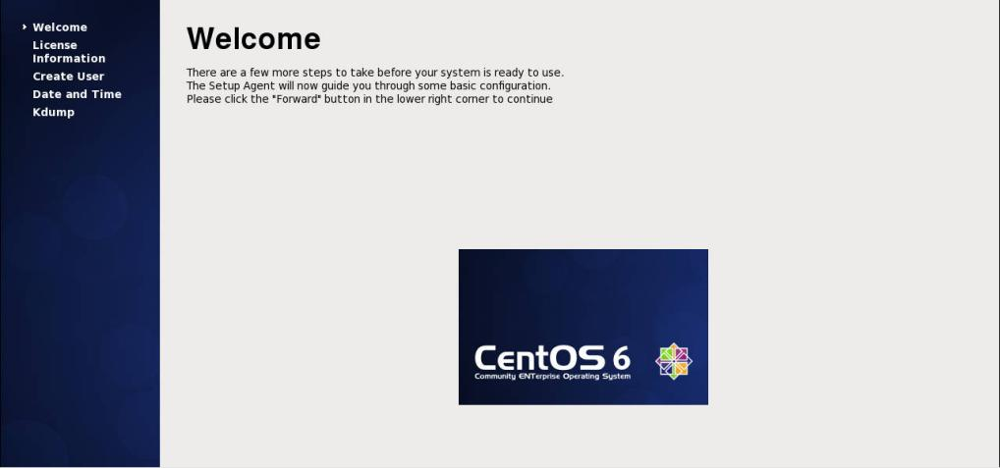 Welcome
License
Information
Create User
Date and Time
Kdump
Welcome
There are a few more steps to take before your system is ready to use.
The Setup Agent will now guide you through some basic configuration.
Please click the "Forward" button in the lower right corner to continue
CentOS 6
Community ENTerprise Operating System